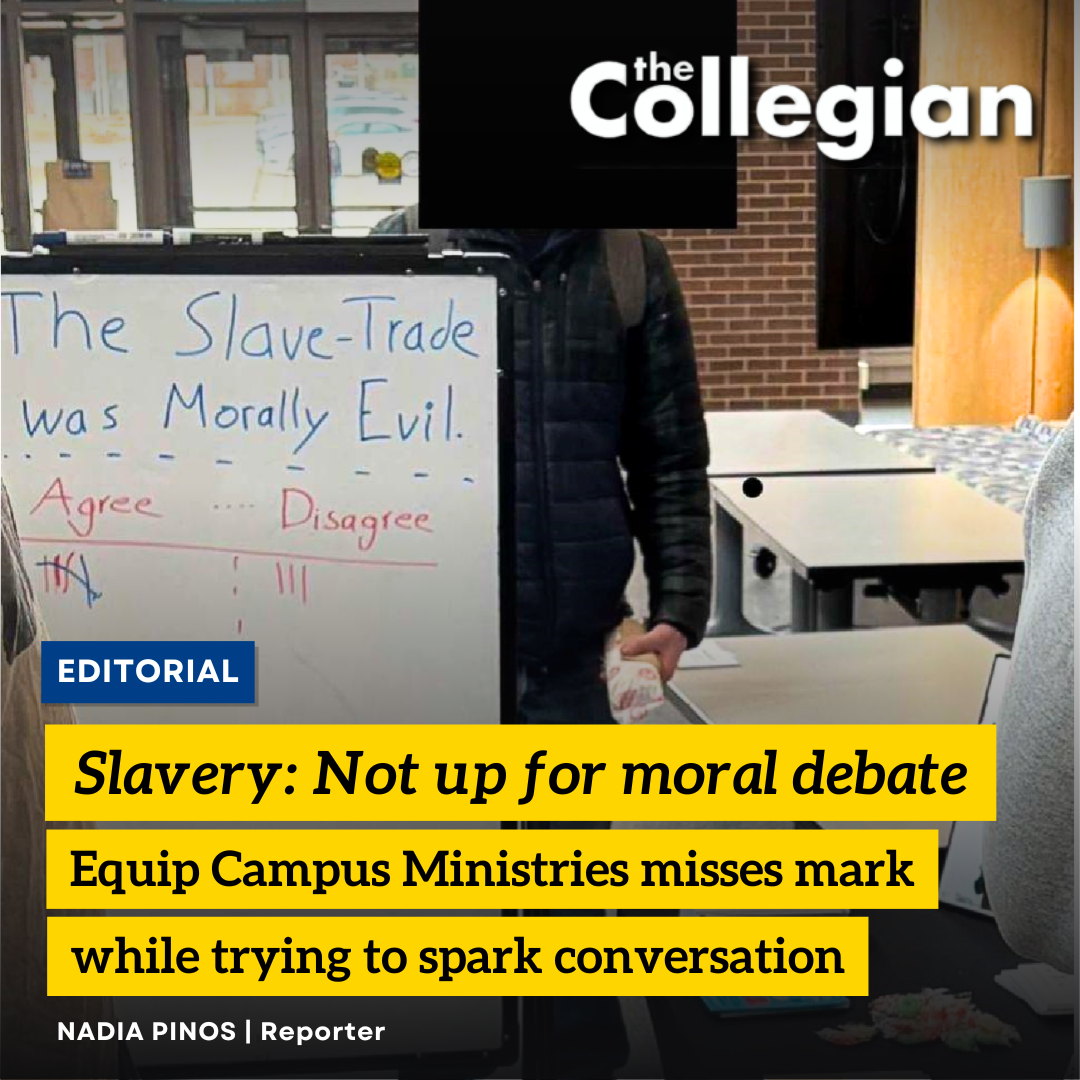 the
Collegian
The Slave-Trade
was Morally Evil.
Agree .... Disagree
EDITORIAL
Slavery: Not up for moral debate
Equip Campus Ministries misses mark
while trying to spark conversation
NADIA PINOS | Reporter